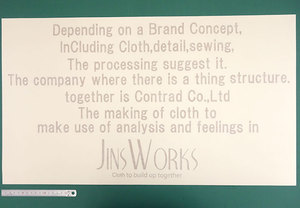 Depending on a Brand Concept,
InCluding Cloth,detail,sewing,
The processing suggest it.
The company where there is a thing structure.
together is Contrad Co.,Ltd
The making of cloth to
make use of analysis and feelings in
JINSWORKS
Cloth to build up together